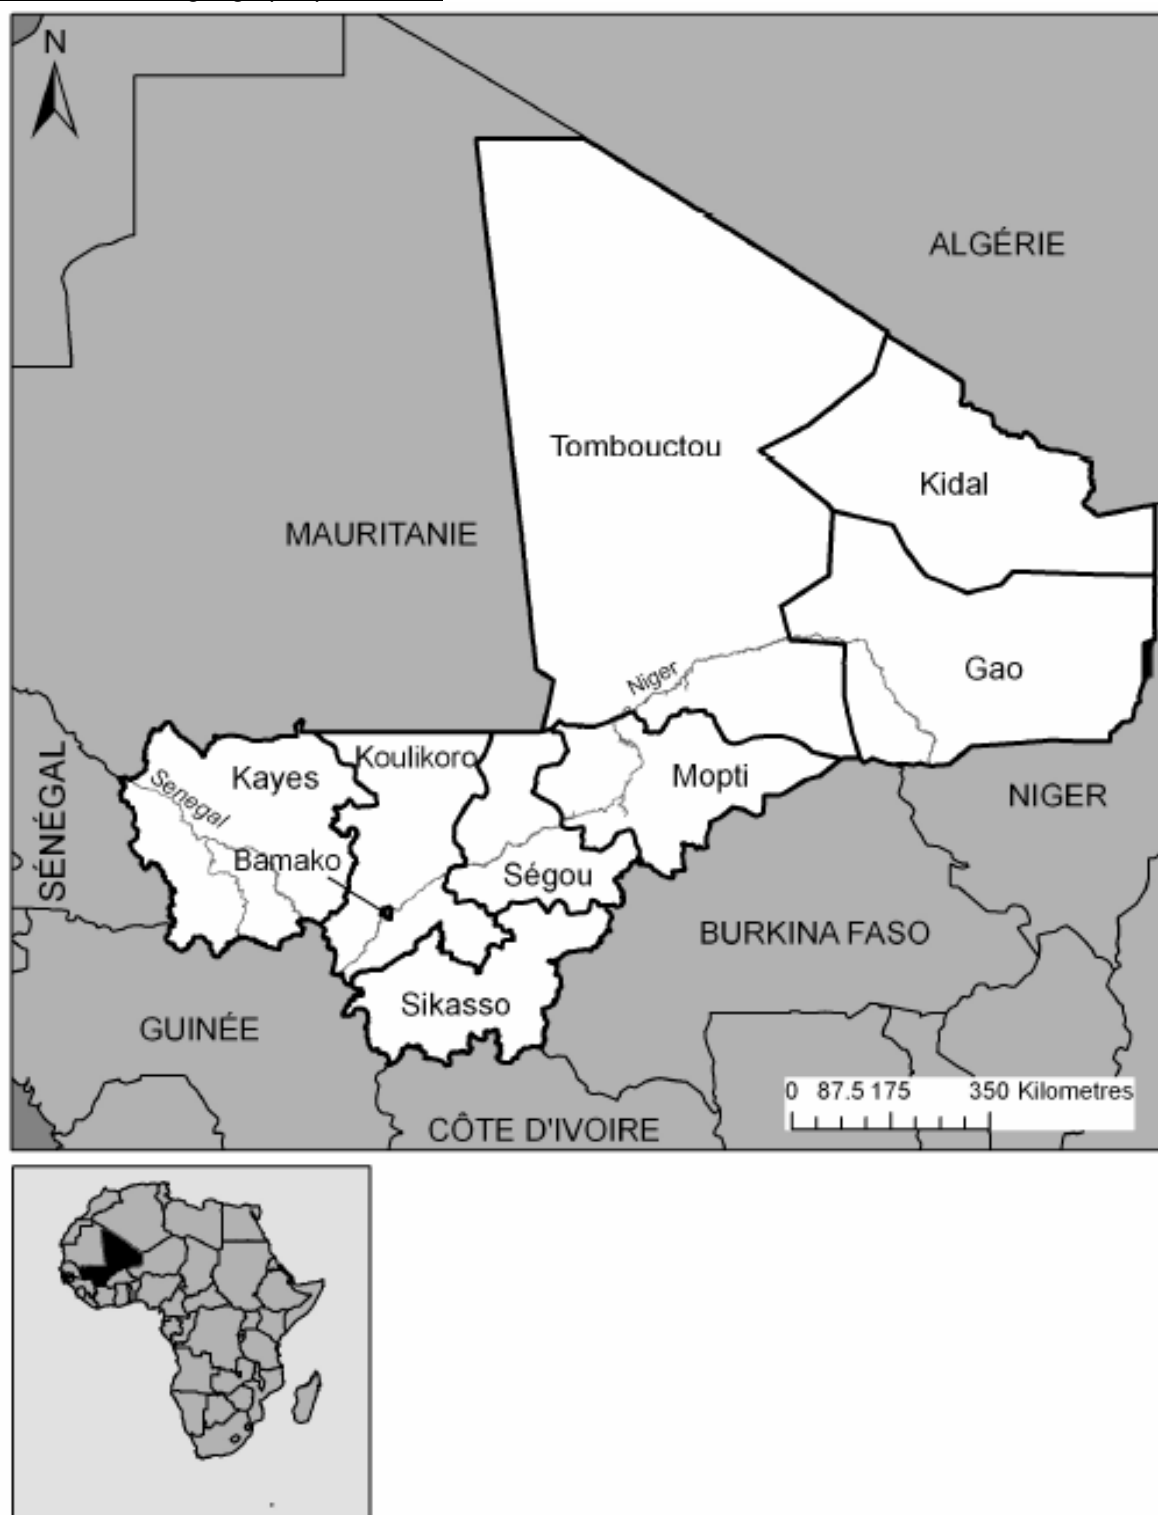 N
ALGÉRIE
Tombouctou
Kidal
MAURITANIE
Gao
Niger
Koulikoro
Kayes
Mopti
Senegal
NIGER
SÉNÉGAL
Bamako
Ségou
BURKINA FASO
Sikasso
GUINÉE
0 87.5 175 350 Kilometres
CÔTE D'IVOIRE